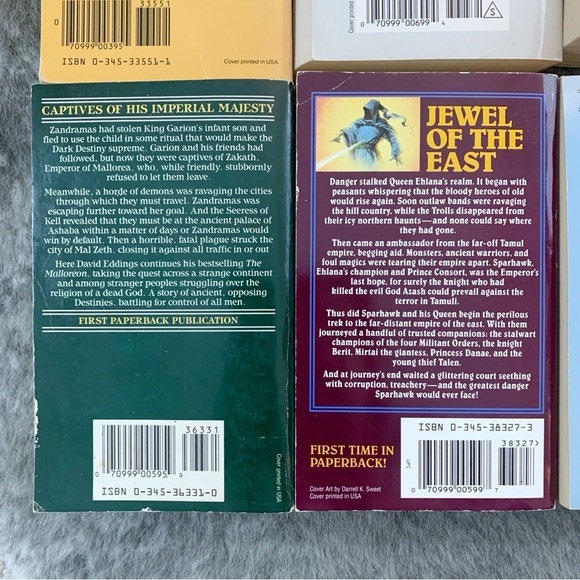 33551
0 70999 00395
ISBN 0-345-33551-1
Cover printed in USA
0 70999 00699 4
S
CAPTIVES OF HIS IMPERIAL MAJESTY
Zandramas had stolen King Garion's infant son and
fled to use the child in some ritual that would make the
Dark Destiny supreme. Garion and his friends had
followed, but now they were captives of Zakath,
Emperor of Mallorea, who, while friendly, stubbornly
refused to let them leave.
Meanwhile, a horde of demons was ravaging the cities
through which they must travel. Zandramas was
escaping further toward her goal. And the Seeress of
Kell revealed that they must be at the ancient palace of
Ashaba within a matter of days or Zandramas would
win by default. Then a horrible, fatal plague struck the
city of Mal Zeth, closing it against all traffic in or out
Here David Eddings continues his bestselling The
Malloreon, taking the quest across a strange continent
and among strange peoples struggling over the
religion of a dead God. A story of ancient, opposing
Destinies, battling for control of all men.
FIRST PAPERBACK PUBLICATION
36331
0 70999 00595 9
ISBN 0-345-36331-0
Cover printed in USA
JEWEL
OF THE
EAST
Danger stalked Queen Ehlana's realm. It began with
peasants whispering that the bloody heroes of old
would rise again. Soon outlaw bands were ravaging
the hill country, while the Trolls disappeared from
their icy northern haunts—and none could say where
they had gone.
Then came an ambassador from the far-off Tamul
empire, begging aid. Monsters, ancient warriors, and
foul magics were tearing their empire apart. Sparhawk,
Ehlana's champion and Prince Consort, was the Emperor's
last hope, for surely the knight who had
killed the evil God Azash could prevail against the
terror in Tamuli.
Thus did Sparhawk and his Queen begin the perilous
trek to the far-distant empire of the east. With them
journeyed a handful of trusted companions: the stalwart
champions of the four Militant Orders, the knight
Berit, Mirtai the giantess, Princess Danae, and the
young thief Talen.
And at journey's end waited a glittering court seething
with corruption, treachery—and the greatest danger
Sparhawk would ever face!
ISBN 0-345-38327-3
38327
FIRST TIME IN
PAPERBACK!
UPC
0 70999 00599 7
Cover Art by Darrell K. Sweet
Cover printed in USA